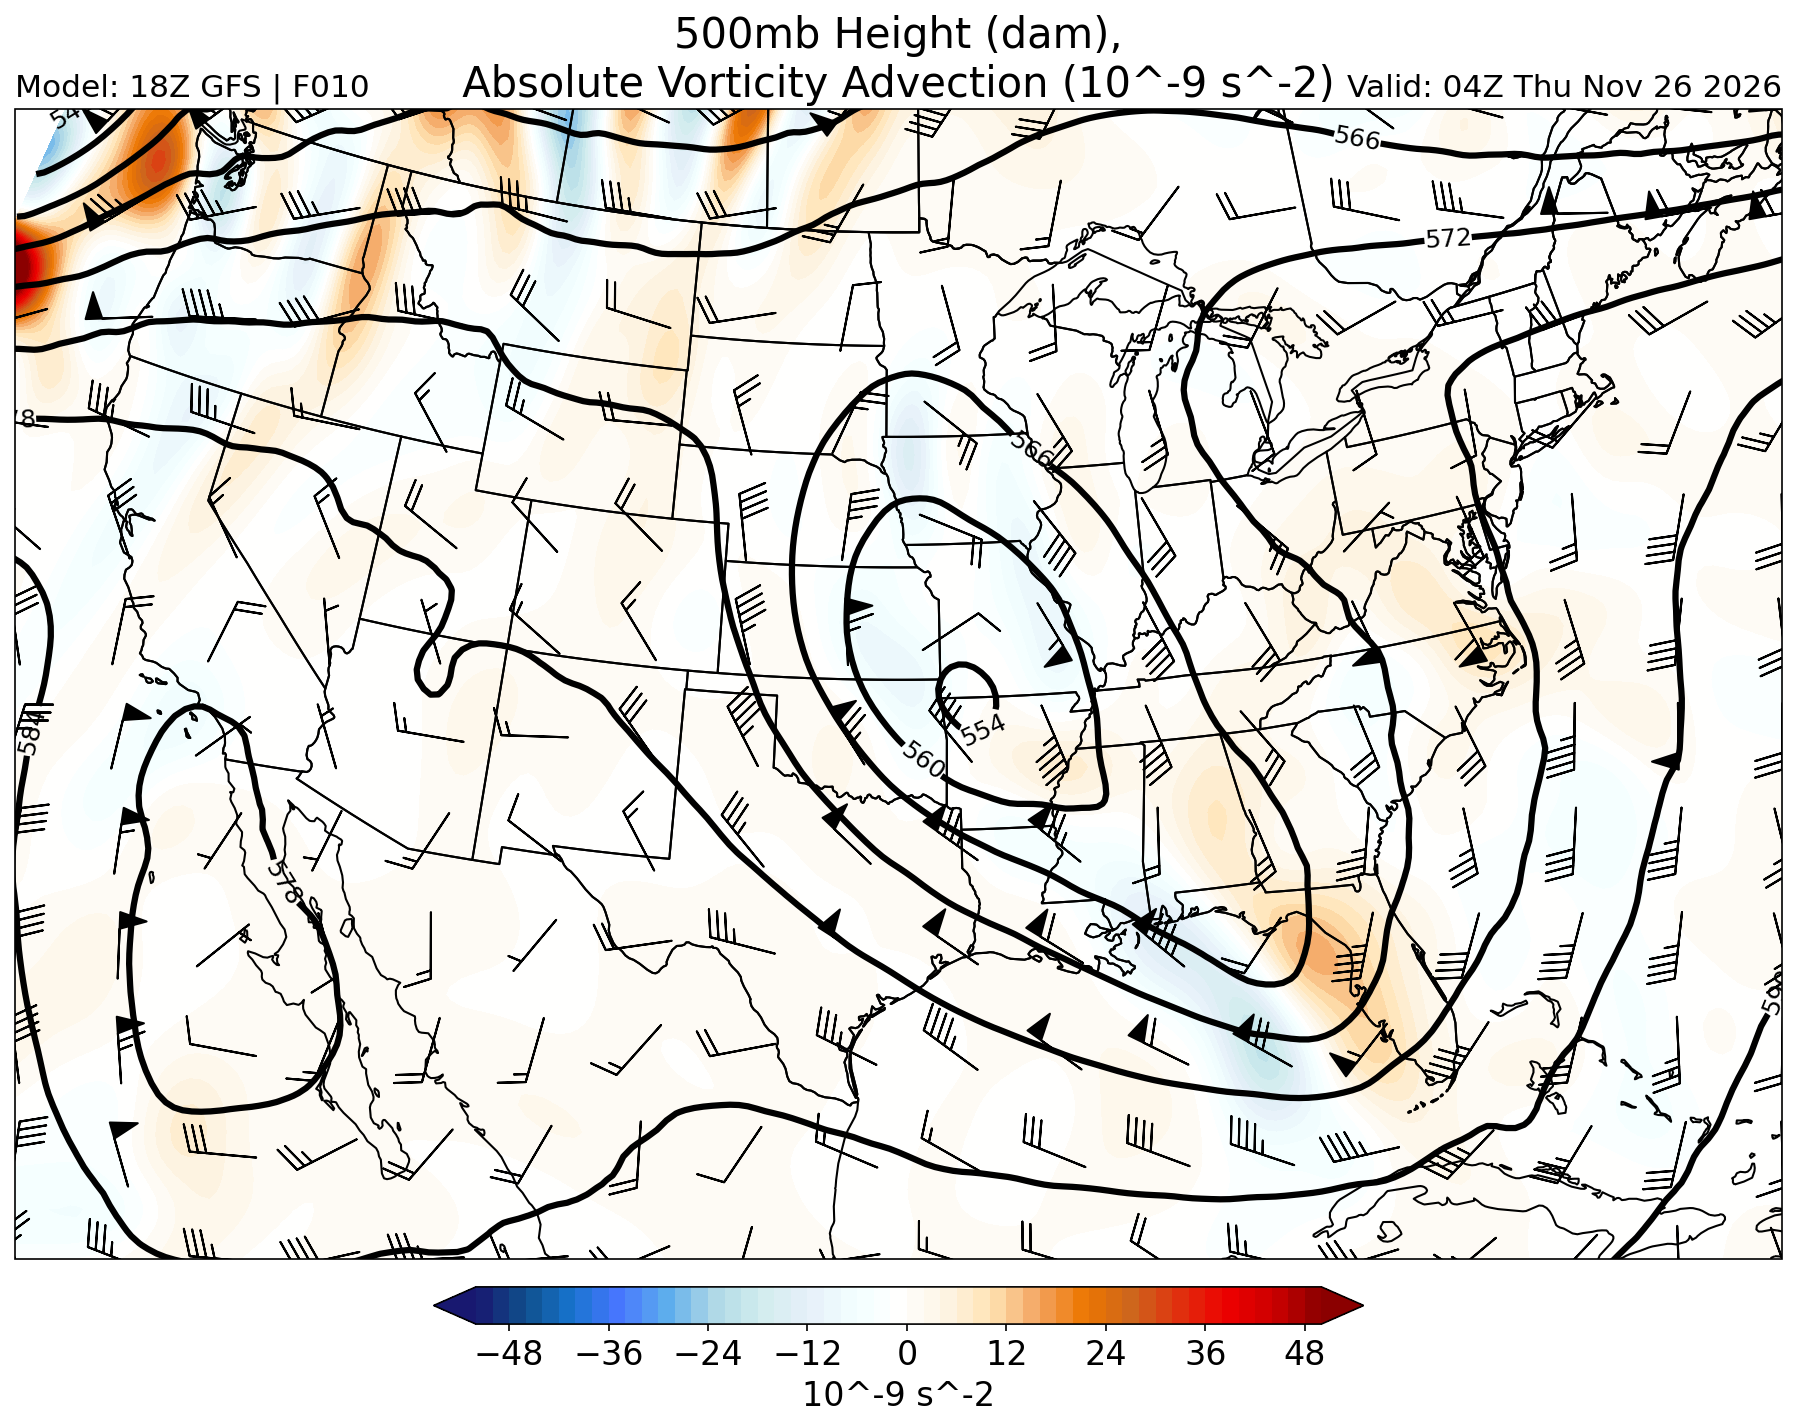 500mb Height (dam),
Model: 18Z GFS | F010
Absolute Vorticity Advection (10^-9 s^-2)
Valid: 04Z Thu Nov 26 2026
54
566
572
566
554
560
578
584
−48 −36 −24 −12 0 12 24 36 48
10^-9 s^-2